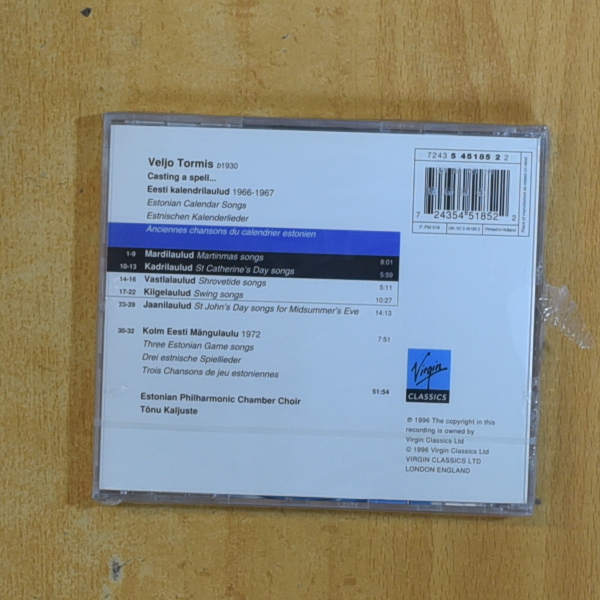 Veljo Tormis b1930
Casting a spell...
Eesti kalendrilaulud 1966-1967
Estonian Calendar Songs
Estnischen Kalenderlieder
Anciennes chansons du calendrier estonien
1-9 Mardilaulud Martinmas songs 8:01
10-13 Kadrilaulud St Catherine's Day songs 5:59
14-16 Vastlalaulud Shrovetide songs 5:11
17-22 Kiigelaulud Swing songs 10:27
23-29 Jaanilaulud St John's Day songs for Midsummer's Eve 14:13
30-32 Kolm Eesti Mängulaulu 1972 7:51
Three Estonian Game songs
Drei estnische Spiellieder
Trois Chansons de jeu estoniennes
51:54
Estonian Philharmonic Chamber Choir
Tõnu Kaljuste
7243 5 45185 2 2
7 24354 51852 2
Printed in Holland
Virgin
CLASSICS
℗ 1996 The copyright in this
recording is owned by
Virgin Classics Ltd
© 1996 Virgin Classics Ltd
VIRGIN CLASSICS LTD
LONDON ENGLAND